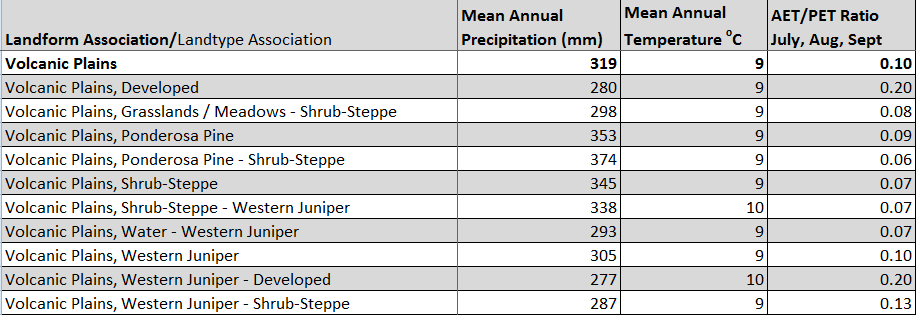 Landform Association/Landtype Association Mean Annual Precipitation (mm) Mean Annual Temperature °C AET/PET Ratio July, Aug, Sept
Volcanic Plains 319 9 0.10
Volcanic Plains, Developed 280 9 0.20
Volcanic Plains, Grasslands / Meadows - Shrub-Steppe 298 9 0.08
Volcanic Plains, Ponderosa Pine 353 9 0.09
Volcanic Plains, Ponderosa Pine - Shrub-Steppe 374 9 0.06
Volcanic Plains, Shrub-Steppe 345 9 0.07
Volcanic Plains, Shrub-Steppe - Western Juniper 338 10 0.07
Volcanic Plains, Water - Western Juniper 293 9 0.07
Volcanic Plains, Western Juniper 305 9 0.10
Volcanic Plains, Western Juniper - Developed 277 10 0.20
Volcanic Plains, Western Juniper - Shrub-Steppe 287 9 0.13